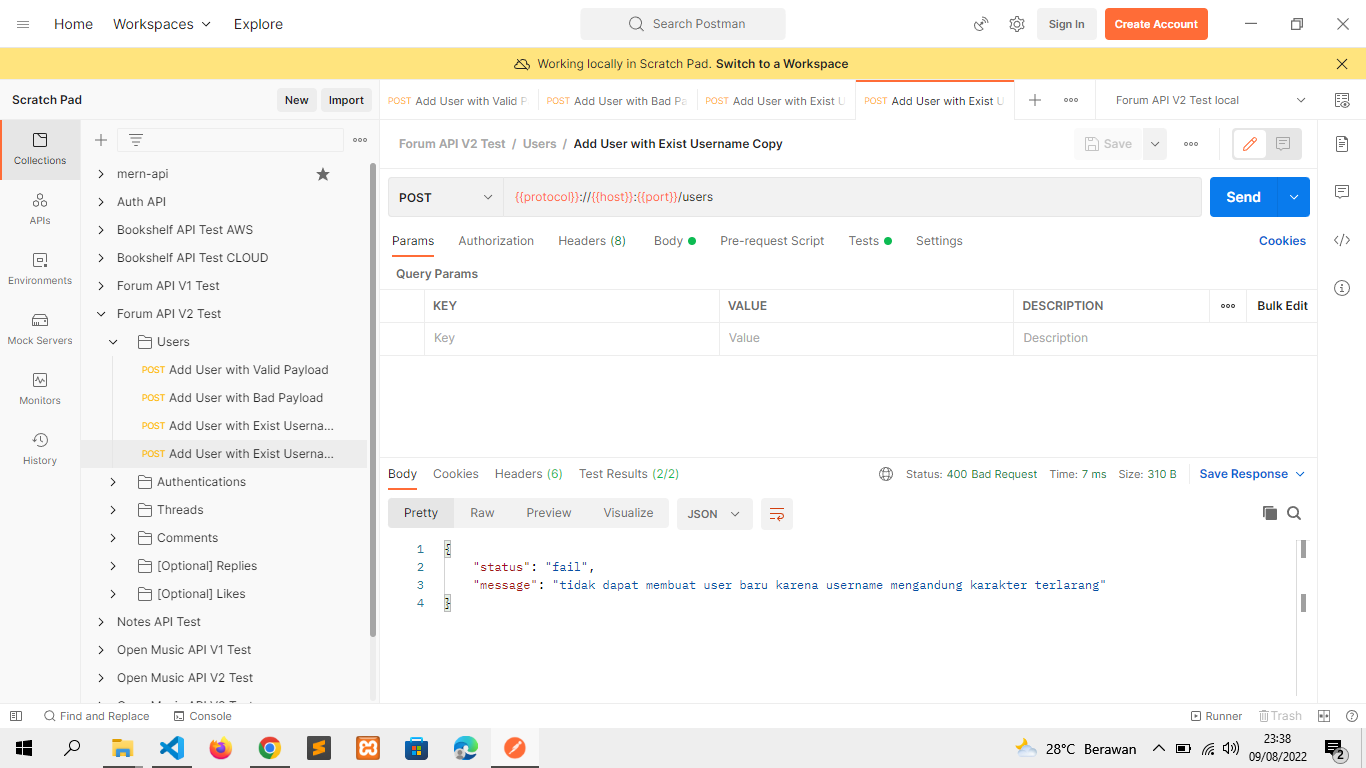 Home Workspaces Explore Search Postman Sign In Create Account
Working locally in Scratch Pad. Switch to a Workspace
Scratch Pad New Import
POST Add User with Valid P POST Add User with Bad Pa POST Add User with Exist U POST Add User with Exist U Forum API V2 Test local
Forum API V2 Test / Users / Add User with Exist Username Copy Save
POST {{protocol}}://{{host}}:{{port}}/users Send
Params Authorization Headers (8) Body Pre-request Script Tests Settings Cookies
Query Params
KEY VALUE DESCRIPTION Bulk Edit
Key Value Description
Collections
APIs
Environments
Mock Servers
Monitors
History
mern-api
Auth API
Bookshelf API Test AWS
Bookshelf API Test CLOUD
Forum API V1 Test
Forum API V2 Test
Users
POST Add User with Valid Payload
POST Add User with Bad Payload
POST Add User with Exist Userna...
POST Add User with Exist Userna...
Authentications
Threads
Comments
[Optional] Replies
[Optional] Likes
Notes API Test
Open Music API V1 Test
Open Music API V2 Test
Body Cookies Headers (6) Test Results (2/2) Status: 400 Bad Request Time: 7 ms Size: 310 B Save Response
Pretty Raw Preview Visualize JSON
1 {
2 "status": "fail",
3 "message": "tidak dapat membuat user baru karena username mengandung karakter terlarang"
4 }
Find and Replace Console Runner Trash
28°C Berawan 23:38
09/08/2022 2